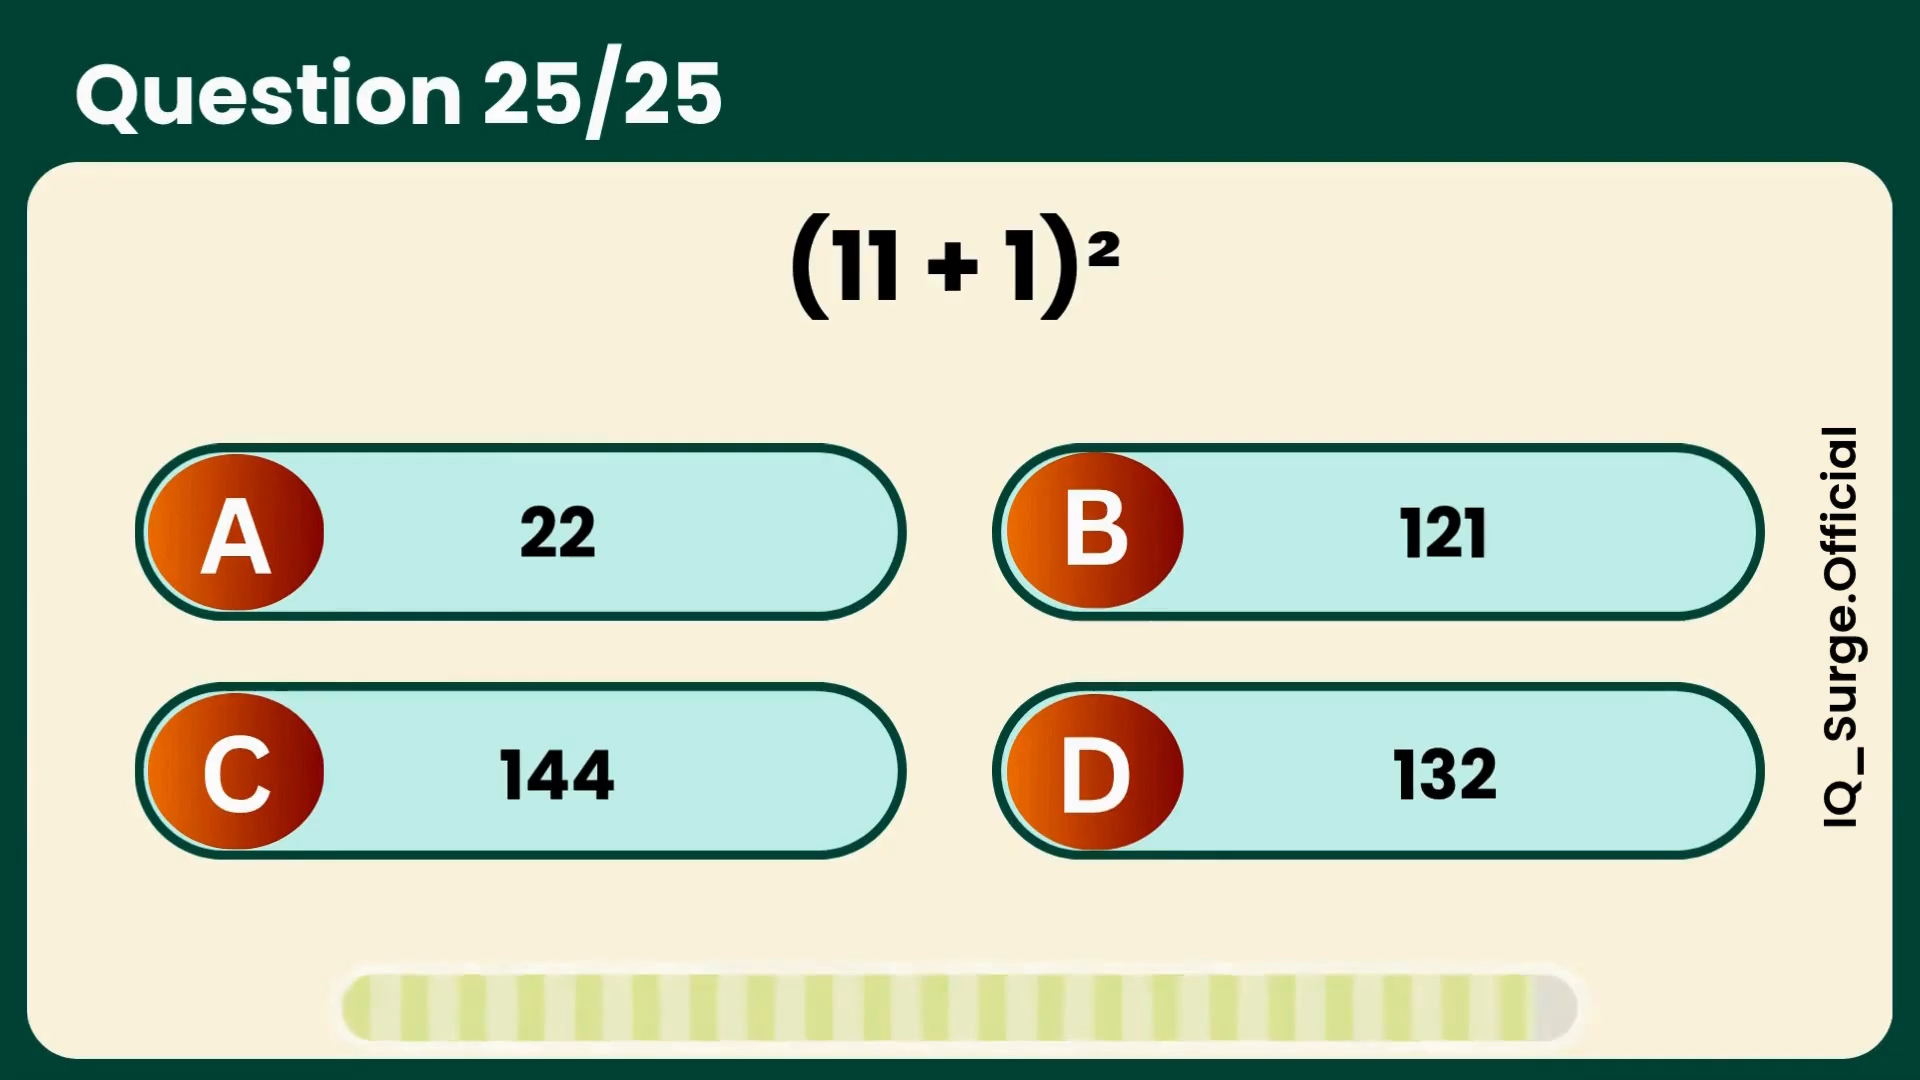 Question 25/25
(11 + 1)²
A 22
B 121
C 144
D 132
IQ_Surge.Official